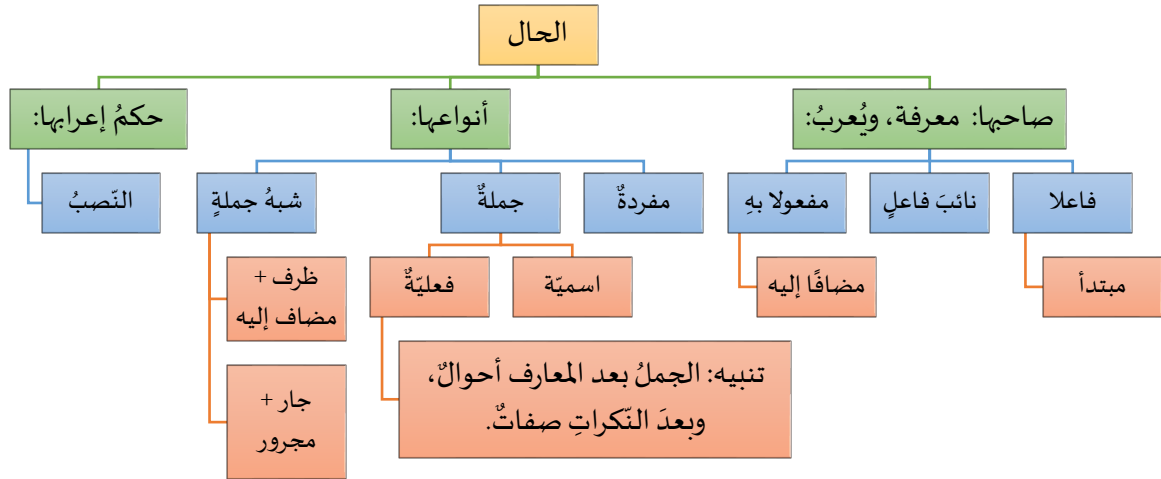 الحال
صاحبها: معرفة، ويُعربُ:
أنواعها:
حكمُ إعرابها:
فاعلا
نائبَ فاعلٍ
مفعولا بهِ
مفردةٌ
جملةٌ
شبهُ جملةٍ
النّصبُ
مبتدأ
مضافًا إليه
اسميّة
فعليّةٌ
ظرف +
مضاف إليه
تنبيه: الجملُ بعد المعارف أحوالٌ،
وبعدَ النّكراتِ صفاتٌ.
جار +
مجرور